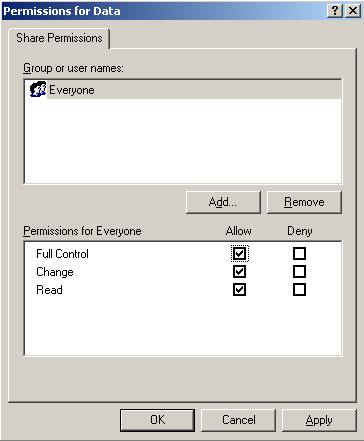 Permissions for Data
Share Permissions
Group or user names:
Everyone
Add... Remove
Permissions for Everyone Allow Deny
Full Control
Change
Read
OK Cancel Apply